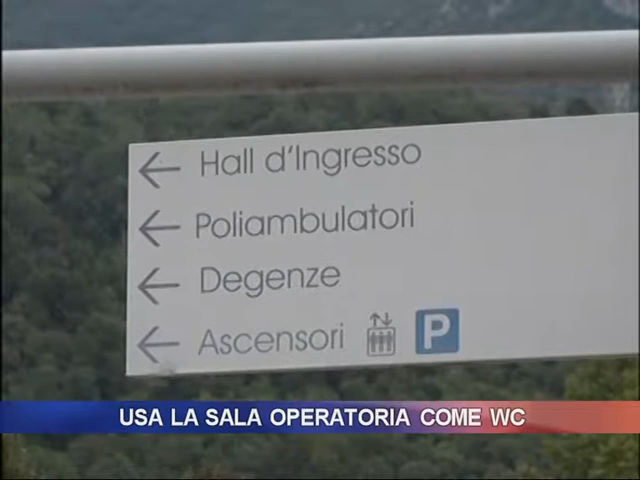 ← Hall d'Ingresso
← Poliambulatori
← Degenze
← Ascensori P
USA LA SALA OPERATORIA COME WC